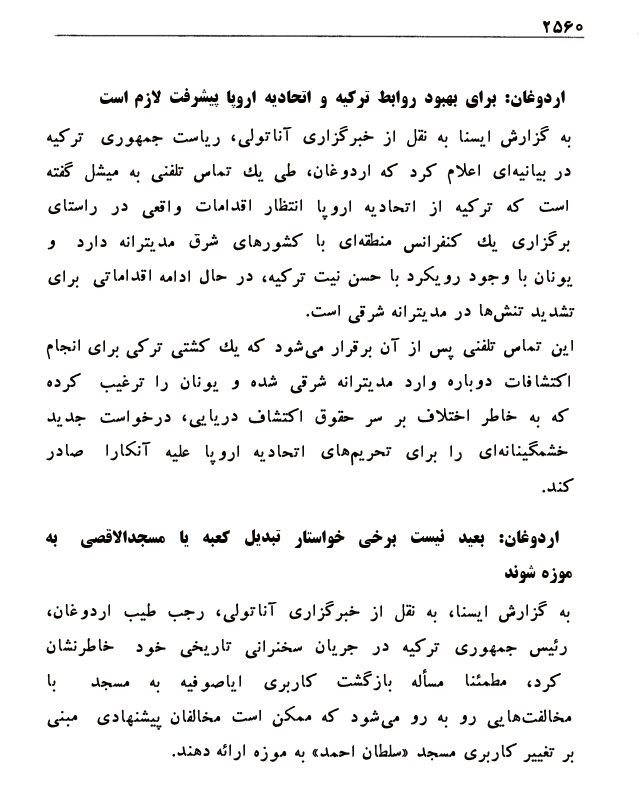 ۲۵۶۰
اردوغان: برای بهبود روابط ترکیه و اتحادیه اروپا پیشرفت لازم است
به گزارش ایسنا به نقل از خبرگزاری آناتولی، ریاست جمهوری ترکیه
در بیانیه‌ای اعلام کرد که اردوغان، طی یك تماس تلفنی به میشل گفته
است که ترکیه از اتحادیه اروپا انتظار اقدامات واقعی در راستای
برگزاری یك کنفرانس منطقه‌ای با کشورهای شرق مدیترانه دارد و
یونان با وجود رویکرد با حسن نیت ترکیه، در حال ادامه اقداماتی برای
تشدید تنش‌ها در مدیترانه شرقی است.
این تماس تلفنی پس از آن برقرار می‌شود که یك کشتی ترکی برای انجام
اکتشافات دوباره وارد مدیترانه شرقی شده و یونان را ترغیب کرده
که به خاطر اختلاف بر سر حقوق اکتشاف دریایی، درخواست جدید
خشمگینانه‌ای را برای تحریم‌های اتحادیه اروپا علیه آنکارا صادر
کند.
اردوغان: بعید نیست برخی خواستار تبدیل کعبه یا مسجدالاقصی به
موزه شوند
به گزارش ایسنا، به نقل از خبرگزاری آناتولی، رجب طیب اردوغان،
رئیس جمهوری ترکیه در جریان سخنرانی تاریخی خود خاطرنشان
کرد، مطمئنا مسأله بازگشت کاربری ایاصوفیه به مسجد با
مخالفت‌هایی رو به رو می‌شود که ممکن است مخالفان پیشنهادی مبنی
بر تغییر کاربری مسجد «سلطان احمد» به موزه ارائه دهند.